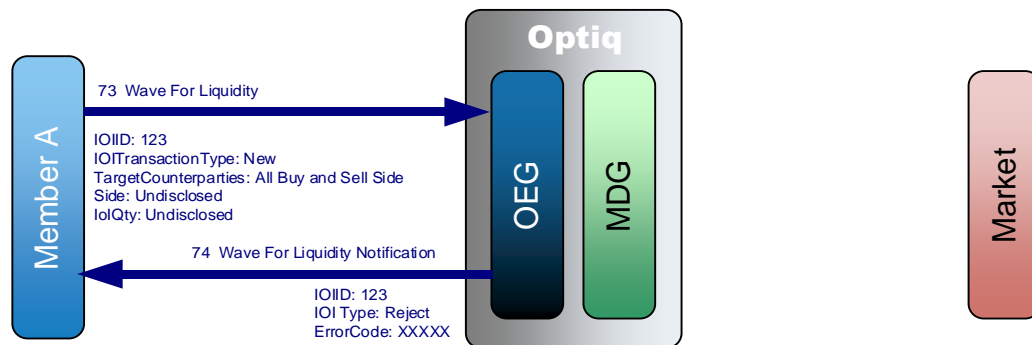 Optiq
Member A
73 Wave For Liquidity
IOIID: 123
IOITransactionType: New
TargetCounterparties: All Buy and Sell Side
Side: Undisclosed
IoIQty: Undisclosed
74 Wave For Liquidity Notification
IOIID: 123
IOI Type: Reject
ErrorCode: XXXXX
OEG
MDG
Market